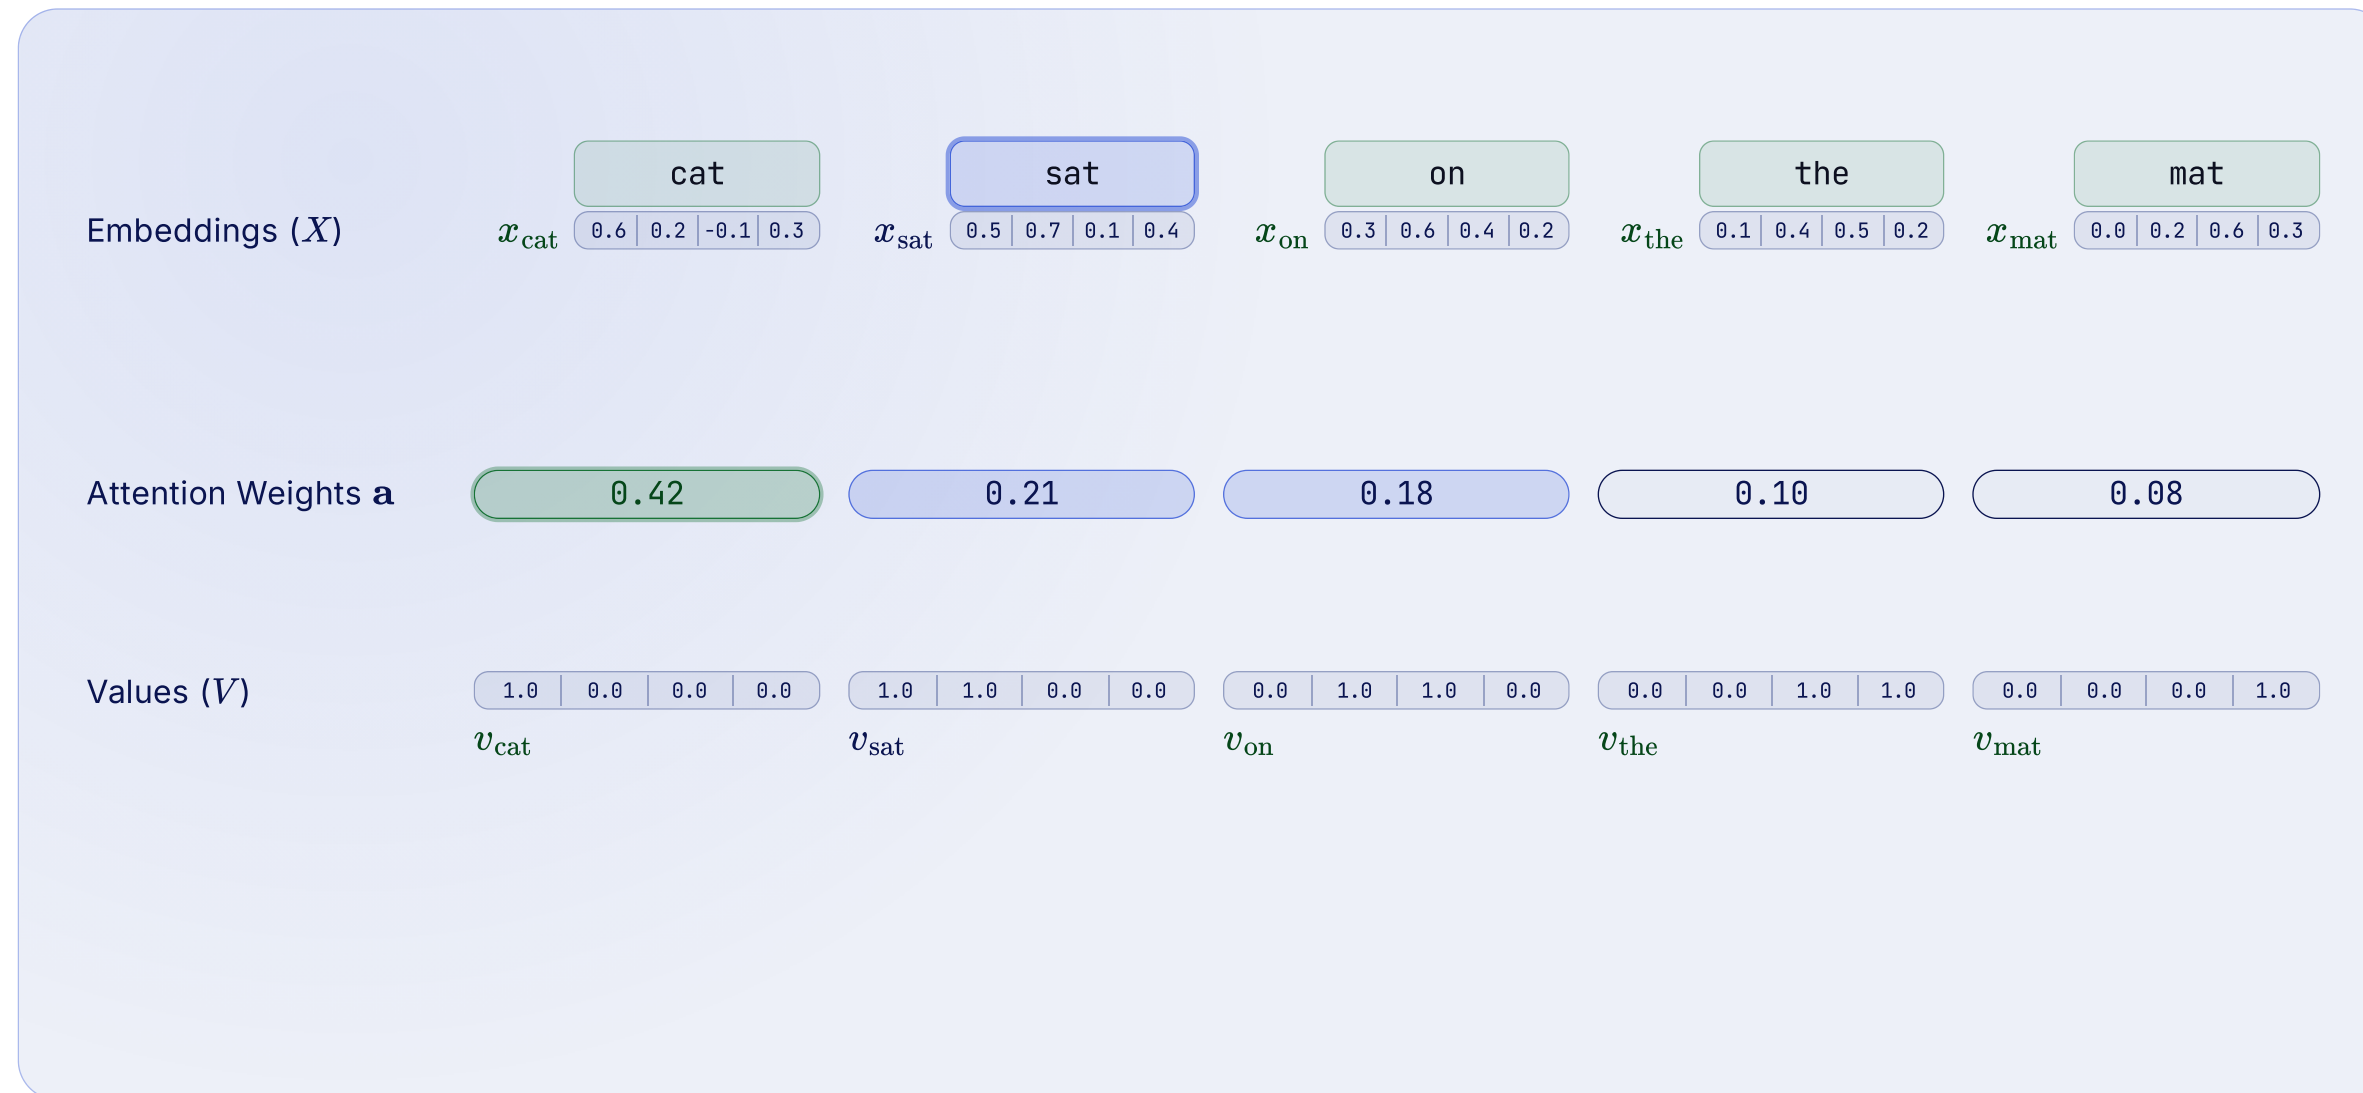 cat sat on the mat
Embeddings (X) x_cat 0.6 0.2 -0.1 0.3 x_sat 0.5 0.7 0.1 0.4 x_on 0.3 0.6 0.4 0.2 x_the 0.1 0.4 0.5 0.2 x_mat 0.0 0.2 0.6 0.3
Attention Weights a 0.42 0.21 0.18 0.10 0.08
Values (V) 1.0 0.0 0.0 0.0 1.0 1.0 0.0 0.0 0.0 1.0 1.0 0.0 0.0 0.0 1.0 1.0 0.0 0.0 0.0 1.0
v_cat v_sat v_on v_the v_mat